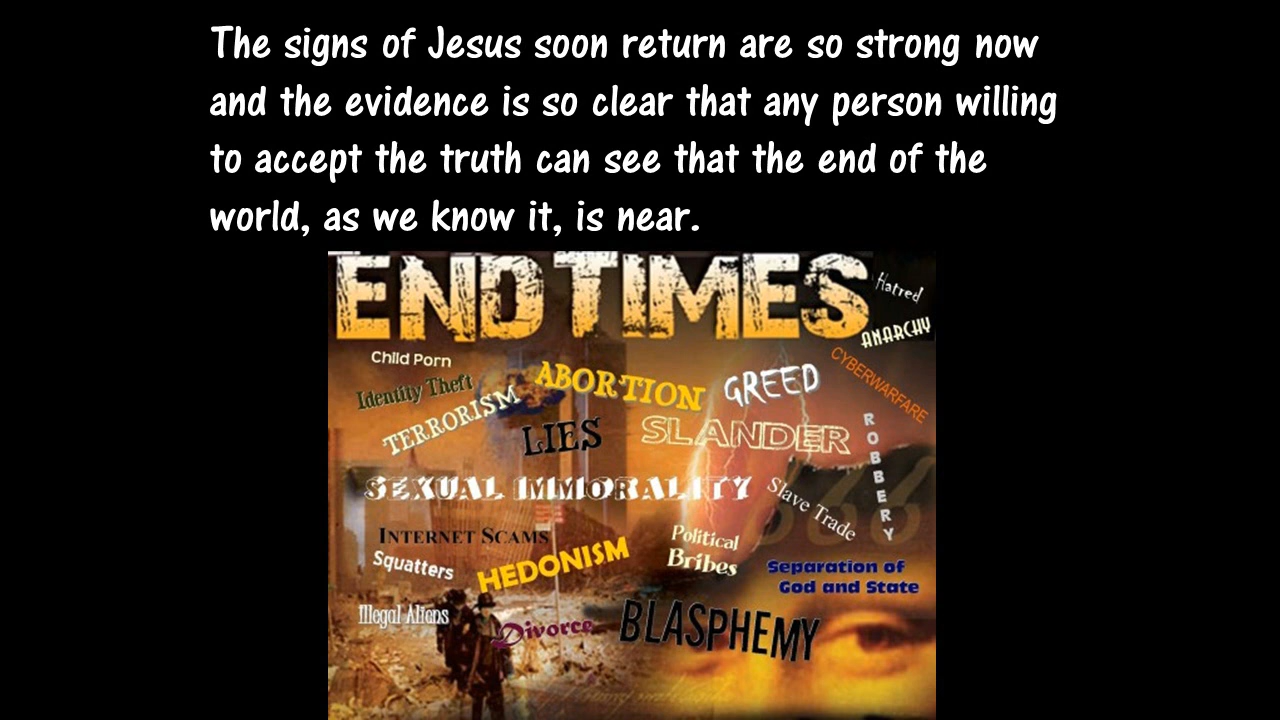 The signs of Jesus soon return are so strong now
and the evidence is so clear that any person willing
to accept the truth can see that the end of the
world, as we know it, is near.
END TIMES
Hatred
ANARCHY
Child Porn
CYBERWARFARE
Identity Theft
ABORTION
GREED
TERRORISM
LIES
SLANDER
ROBBERY
SEXUAL IMMORALITY
Slave Trade
666
INTERNET SCAMS
Political
Bribes
Squatters
HEDONISM
Separation of
God and State
Illegal Aliens
Divorce
BLASPHEMY